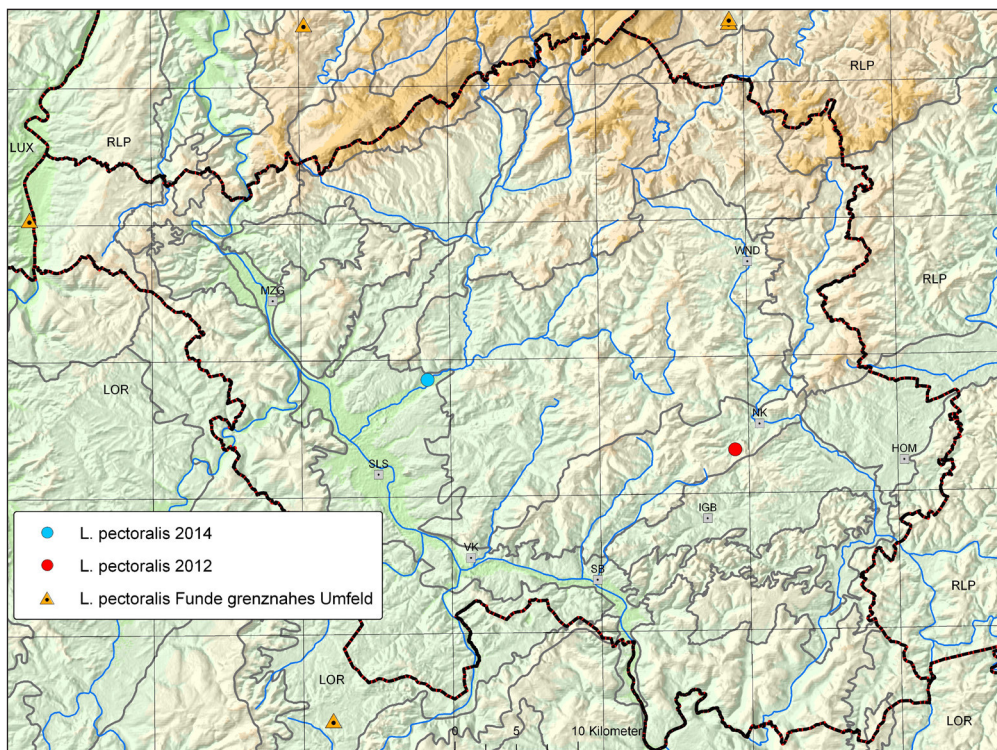 RLP
RLP
LUX
WND
RLP
MZG
LOR
NK
HOM
SLS
IGB
L. pectoralis 2014
L. pectoralis 2012
L. pectoralis Funde grenznahes Umfeld
VK
SB
RLP
LOR
LOR
0 5 10 Kilometer